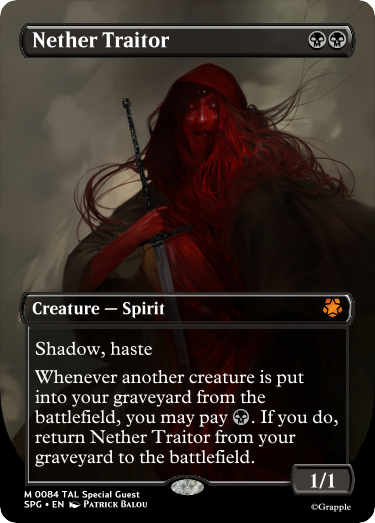 Nether Traitor
Creature — Spirit
Shadow, haste
Whenever another creature is put
into your graveyard from the
battlefield, you may pay . If you do,
return Nether Traitor from your
graveyard to the battlefield.
1/1
M 0084 TAL Special Guest
SPG • EN Patrick Balou
©Grapple